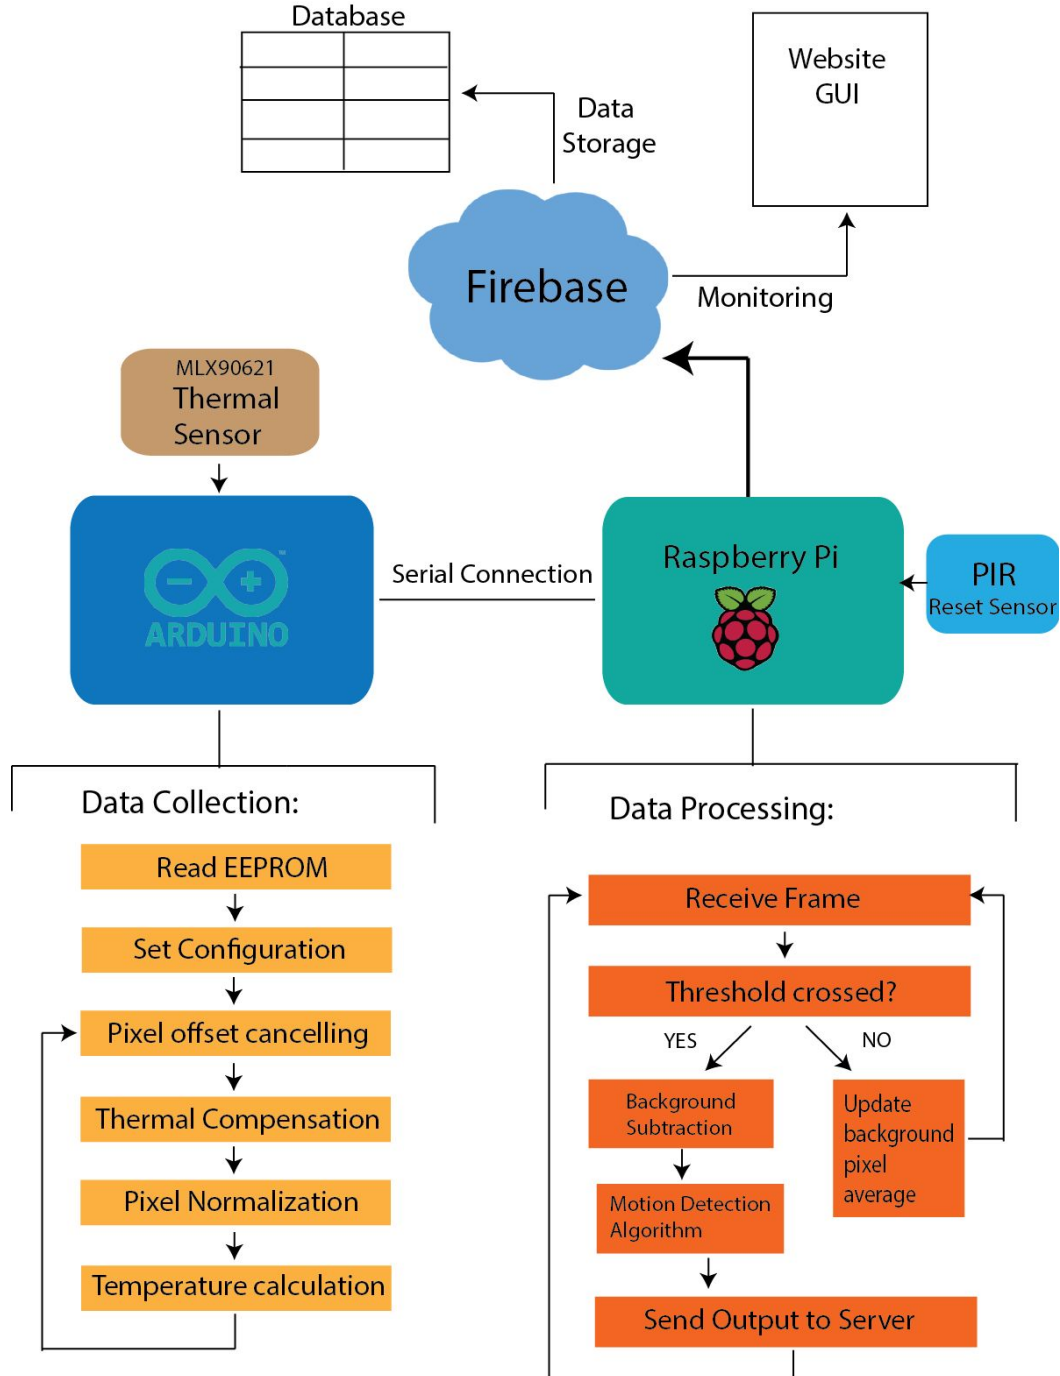 Database
Website
GUI
Data
Storage
Firebase
Monitoring
MLX90621
Thermal
Sensor
ARDUINO
™
Serial Connection
Raspberry Pi
PIR
Reset Sensor
Data Collection:
Read EEPROM
Set Configuration
Pixel offset cancelling
Thermal Compensation
Pixel Normalization
Temperature calculation
Data Processing:
Receive Frame
Threshold crossed?
YES
NO
Background
Subtraction
Update
background
pixel
average
Motion Detection
Algorithm
Send Output to Server